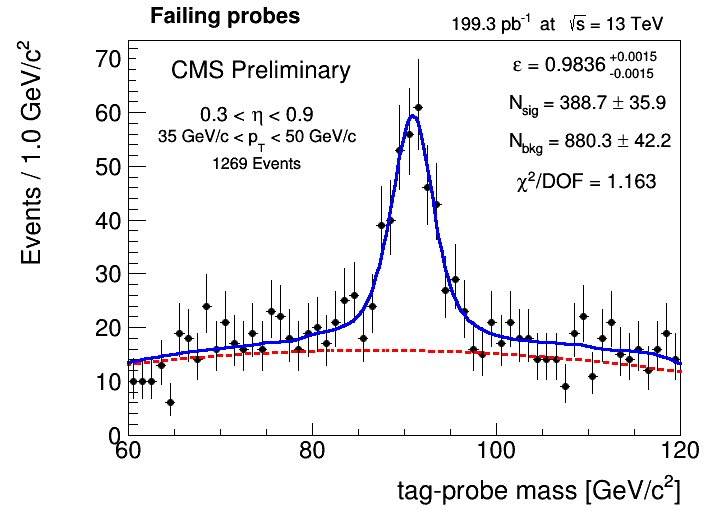 Failing probes
199.3 pb⁻¹ at √s = 13 TeV
CMS Preliminary
0.3 < η < 0.9
35 GeV/c < p_T < 50 GeV/c
1269 Events
ε = 0.9836 +0.0015 -0.0015
N_sig = 388.7 ± 35.9
N_bkg = 880.3 ± 42.2
χ²/DOF = 1.163
Events / 1.0 GeV/c²
70
60
50
40
30
20
10
0
60 80 100 120
tag-probe mass [GeV/c²]